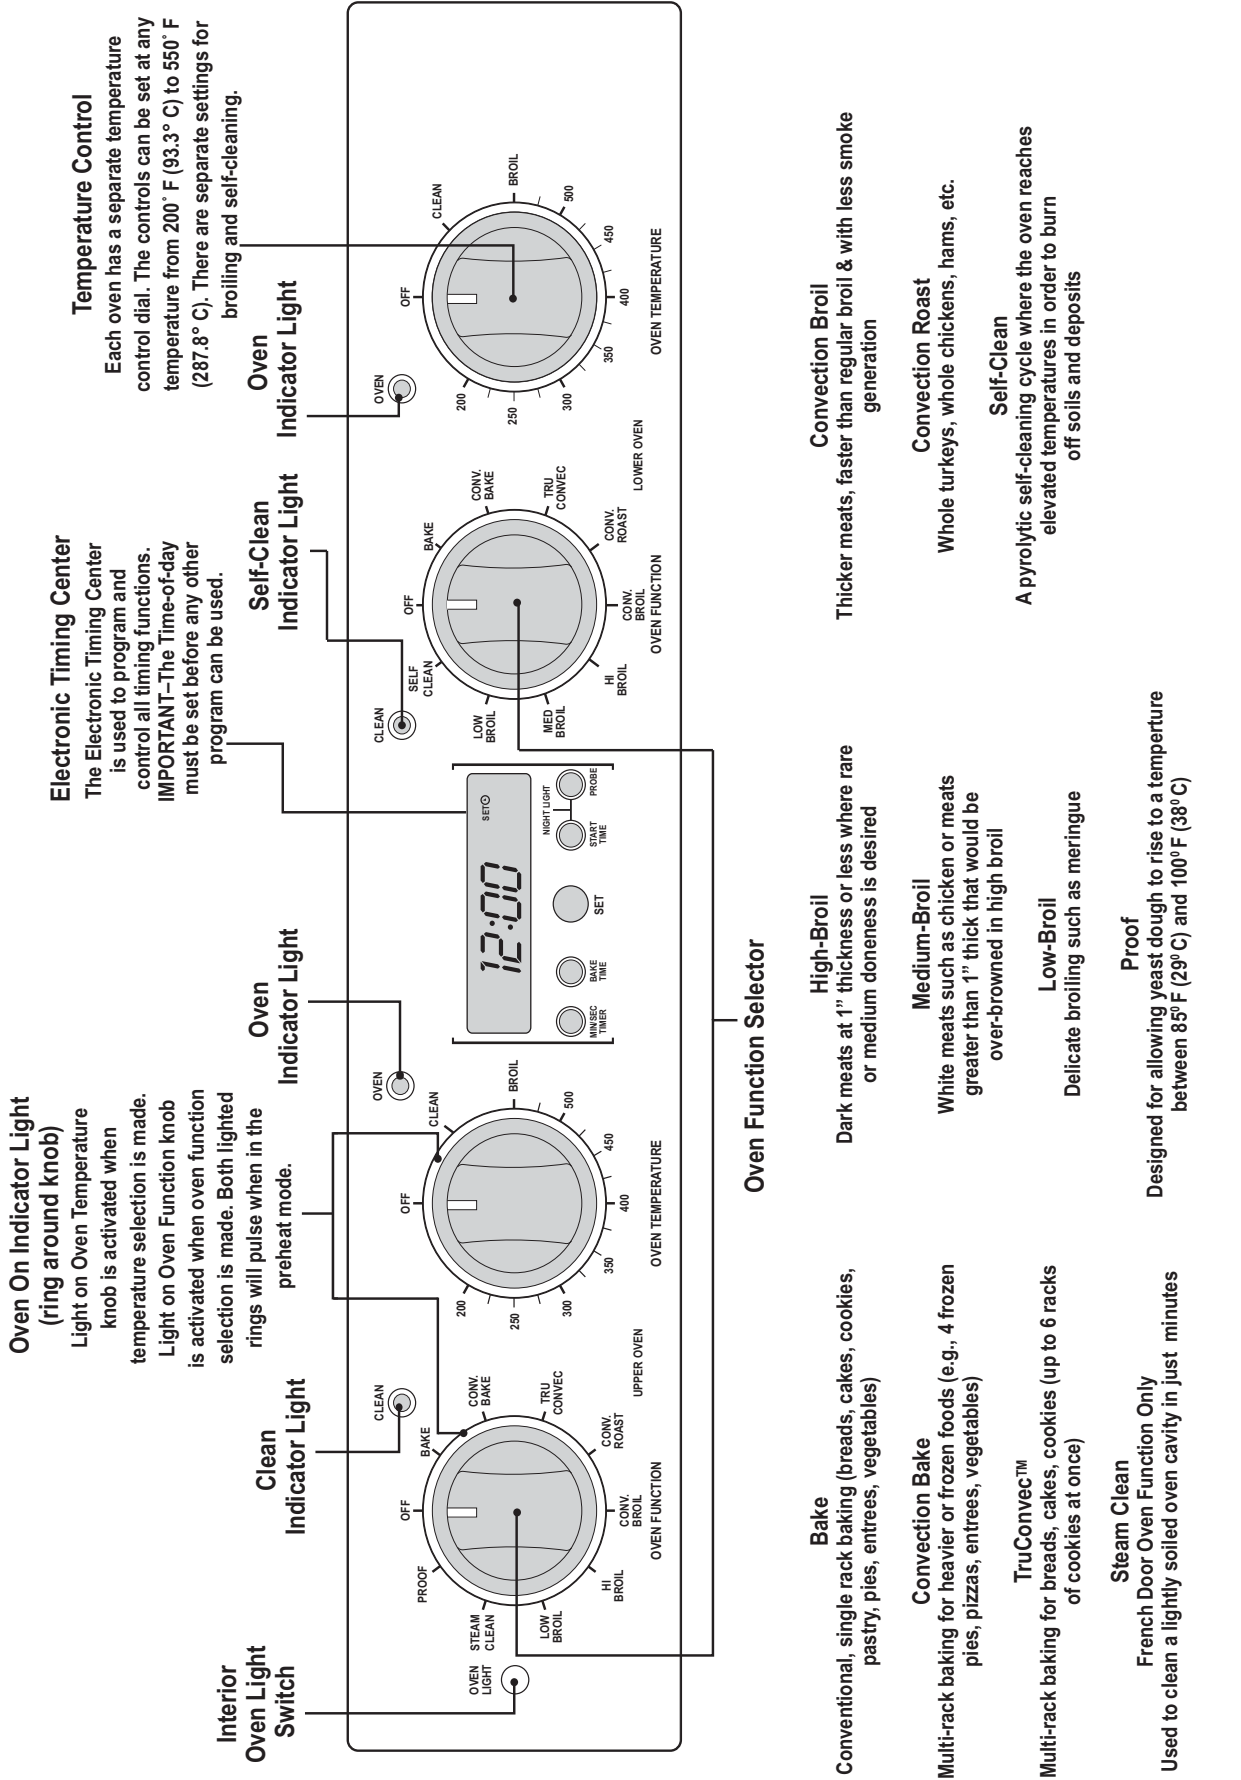 Oven On Indicator Light
(ring around knob)
Light on Oven Temperature
knob is activated when
temperature selection is made.
Light on Oven Function knob
is activated when oven function
selection is made. Both lighted
rings will pulse when in the
preheat mode.
Electronic Timing Center
The Electronic Timing Center
is used to program and
control all timing functions.
IMPORTANT–The Time-of-day
must be set before any other
program can be used.
Temperature Control
Each oven has a separate temperature
control dial. The controls can be set at any
temperature from 200˚ F (93.3° C) to 550˚ F
(287.8° C). There are separate settings for
broiling and self-cleaning.
Interior
Oven Light
Switch
Clean
Indicator Light
Oven
Indicator Light
Self-Clean
Indicator Light
Oven
Indicator Light
OVEN
LIGHT
OFF
BAKE
CONV.
BAKE
TRU
CONVEC
CONV.
ROAST
CONV.
BROIL
HI
BROIL
LOW
BROIL
STEAM
CLEAN
PROOF
OVEN FUNCTION
CLEAN
UPPER OVEN
OFF
CLEAN
BROIL
500
450
400
350
300
250
200
OVEN TEMPERATURE
OVEN
12:00
SET
MIN/SEC
TIMER
BAKE
TIME
SET
START
TIME
NIGHT LIGHT
PROBE
CLEAN
OFF
BAKE
CONV.
BAKE
TRU
CONVEC
CONV.
ROAST
CONV.
BROIL
HI
BROIL
MED
BROIL
LOW
BROIL
SELF
CLEAN
OVEN FUNCTION
LOWER OVEN
OVEN
OFF
CLEAN
BROIL
500
450
400
350
300
250
200
OVEN TEMPERATURE
Oven Function Selector
Bake
Conventional, single rack baking (breads, cakes, cookies,
pastry, pies, entrees, vegetables)
Convection Bake
Multi-rack baking for heavier or frozen foods (e.g., 4 frozen
pies, pizzas, entrees, vegetables)
TruConvec™
Multi-rack baking for breads, cakes, cookies (up to 6 racks
of cookies at once)
Steam Clean
French Door Oven Function Only
Used to clean a lightly soiled oven cavity in just minutes
High-Broil
Dark meats at 1” thickness or less where rare
or medium doneness is desired
Medium-Broil
White meats such as chicken or meats
greater than 1” thick that would be
over-browned in high broil
Low-Broil
Delicate broiling such as meringue
Proof
Designed for allowing yeast dough to rise to a temperture
between 85⁰ F (29⁰ C) and 100⁰ F (38⁰ C)
Convection Broil
Thicker meats, faster than regular broil & with less smoke
generation
Convection Roast
Whole turkeys, whole chickens, hams, etc.
Self-Clean
A pyrolytic self-cleaning cycle where the oven reaches
elevated temperatures in order to burn
off soils and deposits